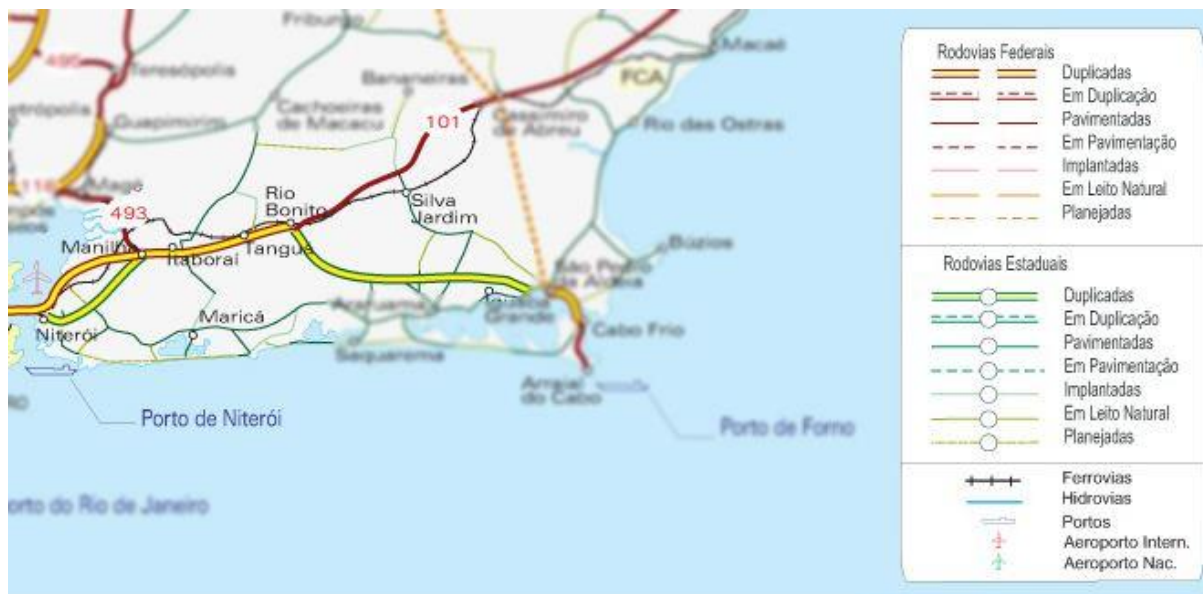 Friburgo
Macaé
495
Teresópolis
Bananeiras
FCA
Cachoeiras
de Macacu
101
Casimiro
de Abreu
Rio das Ostras
Guapimirim
116
Magé
493
Rio
Bonito
Silva
Jardim
Manilha
Itaboraí
Tanguá
Búzios
São Pedro
da Aldeia
Araruama
Iguaba
Grande
Maricá
Niterói
Saquarema
Cabo Frio
Arraial
do Cabo
Porto de Niterói
Porto de Forno
orto do Rio de Janeiro
Rodovias Federais
Duplicadas
Em Duplicação
Pavimentadas
Em Pavimentação
Implantadas
Em Leito Natural
Planejadas
Rodovias Estaduais
Duplicadas
Em Duplicação
Pavimentadas
Em Pavimentação
Implantadas
Em Leito Natural
Planejadas
Ferrovias
Hidrovias
Portos
Aeroporto Intern.
Aeroporto Nac.